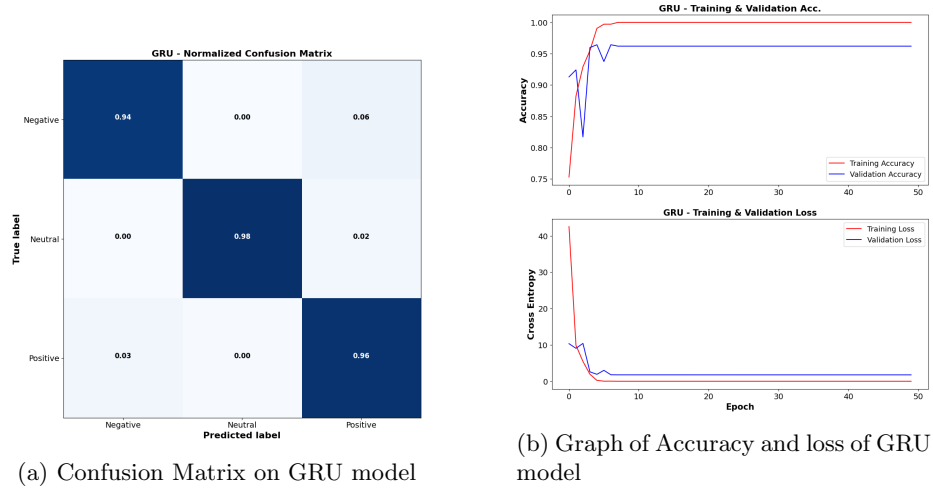 GRU - Normalized Confusion Matrix
True label
Negative
0.94
0.00
0.06
Neutral
0.00
0.98
0.02
Positive
0.03
0.00
0.96
Negative
Neutral
Positive
Predicted label
(a) Confusion Matrix on GRU model
GRU - Training & Validation Acc.
Accuracy
1.00
0.95
0.90
0.85
0.80
0.75
Training Accuracy
Validation Accuracy
0
10
20
30
40
50
GRU - Training & Validation Loss
Cross Entropy
40
30
20
10
0
Training Loss
Validation Loss
0
10
20
30
40
50
Epoch
(b) Graph of Accuracy and loss of GRU
model